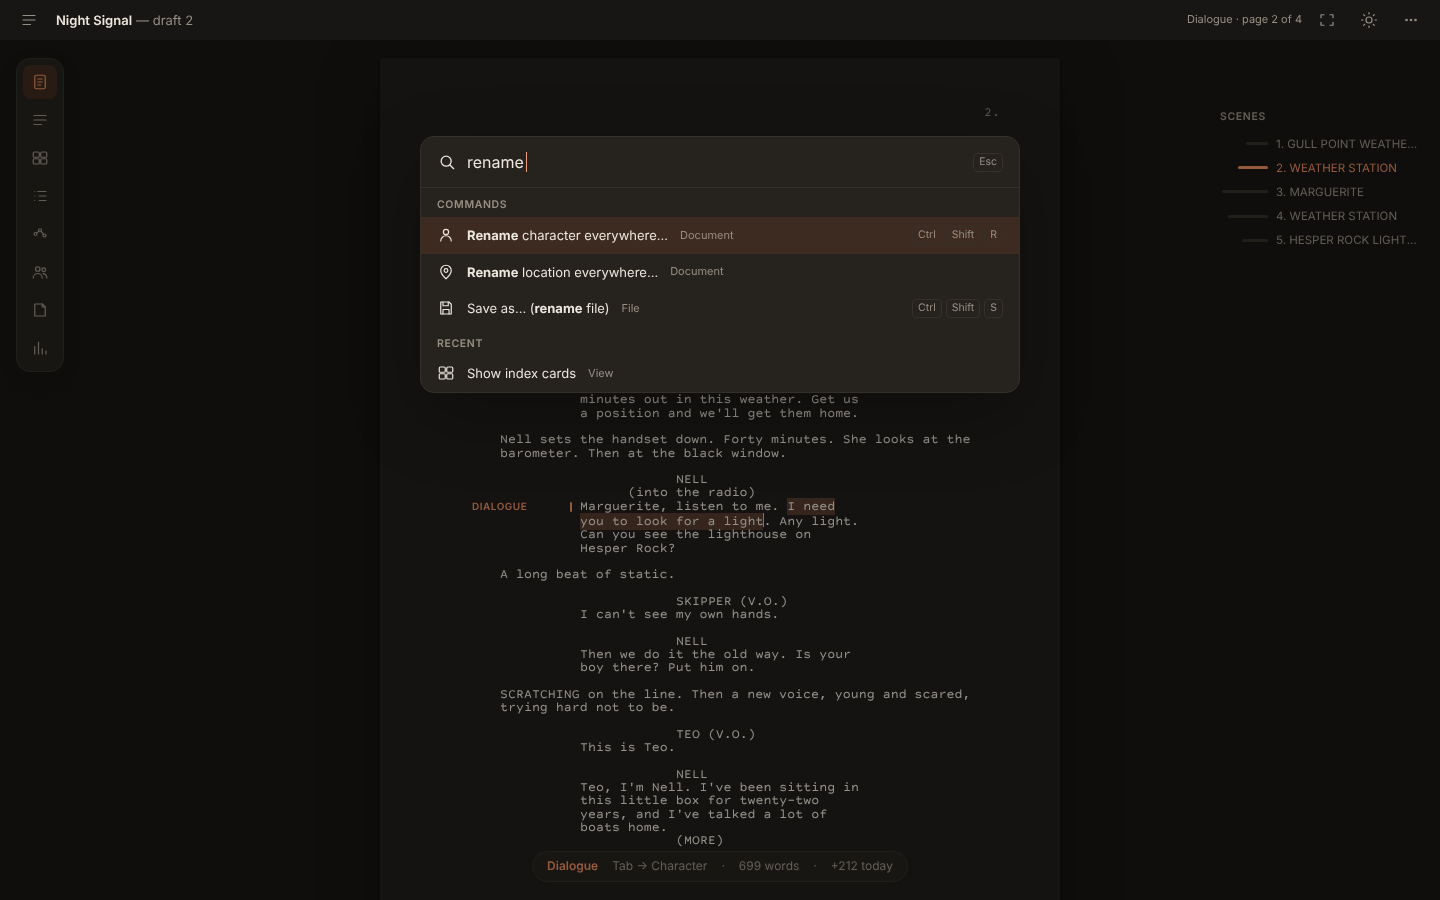 Night Signal — draft 2
Dialogue · page 2 of 4
2.
SCENES
1. GULL POINT WEATHE...
2. WEATHER STATION
3. MARGUERITE
4. WEATHER STATION
5. HESPER ROCK LIGHT...
rename
Esc
COMMANDS
Rename character everywhere... Document Ctrl Shift R
Rename location everywhere... Document
Save as... (rename file) File Ctrl Shift S
RECENT
Show index cards View
minutes out in this weather. Get us
a position and we'll get them home.
Nell sets the handset down. Forty minutes. She looks at the
barometer. Then at the black window.
NELL
(into the radio)
DIALOGUE
Marguerite, listen to me. I need
you to look for a light. Any light.
Can you see the lighthouse on
Hesper Rock?
A long beat of static.
SKIPPER (V.O.)
I can't see my own hands.
NELL
Then we do it the old way. Is your
boy there? Put him on.
SCRATCHING on the line. Then a new voice, young and scared,
trying hard not to be.
TEO (V.O.)
This is Teo.
NELL
Teo, I'm Nell. I've been sitting in
this little box for twenty-two
years, and I've talked a lot of
boats home.
(MORE)
Dialogue Tab → Character · 699 words · +212 today